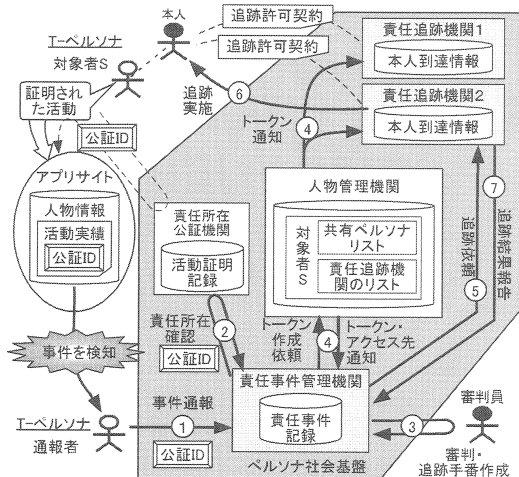 本人
追跡許可契約
追跡許可契約
T-ペルソナ
対象者S
責任追跡機関1
本人到達情報
責任追跡機関2
本人到達情報
証明され
た活動
公証ID
追跡
実施
⑥
トークン
通知
④
⑦
アプリサイト
人物情報
活動実績
公証ID
責任所在
公証機関
活動証明
記録
人物管理機関
対象者S
共有ペルソナ
リスト
責任追跡機
関のリスト
追跡依頼
⑤
追跡結果報告
責任所在
確認
②
公証ID
トークン
作成
依頼
④
トークン・
アクセス先
通知
事件を検知
責任事件管理機関
責任事件
記録
T-ペルソナ
通報者
事件通報
①
公証ID
③
審判員
審判・
追跡手番作成
ペルソナ社会基盤